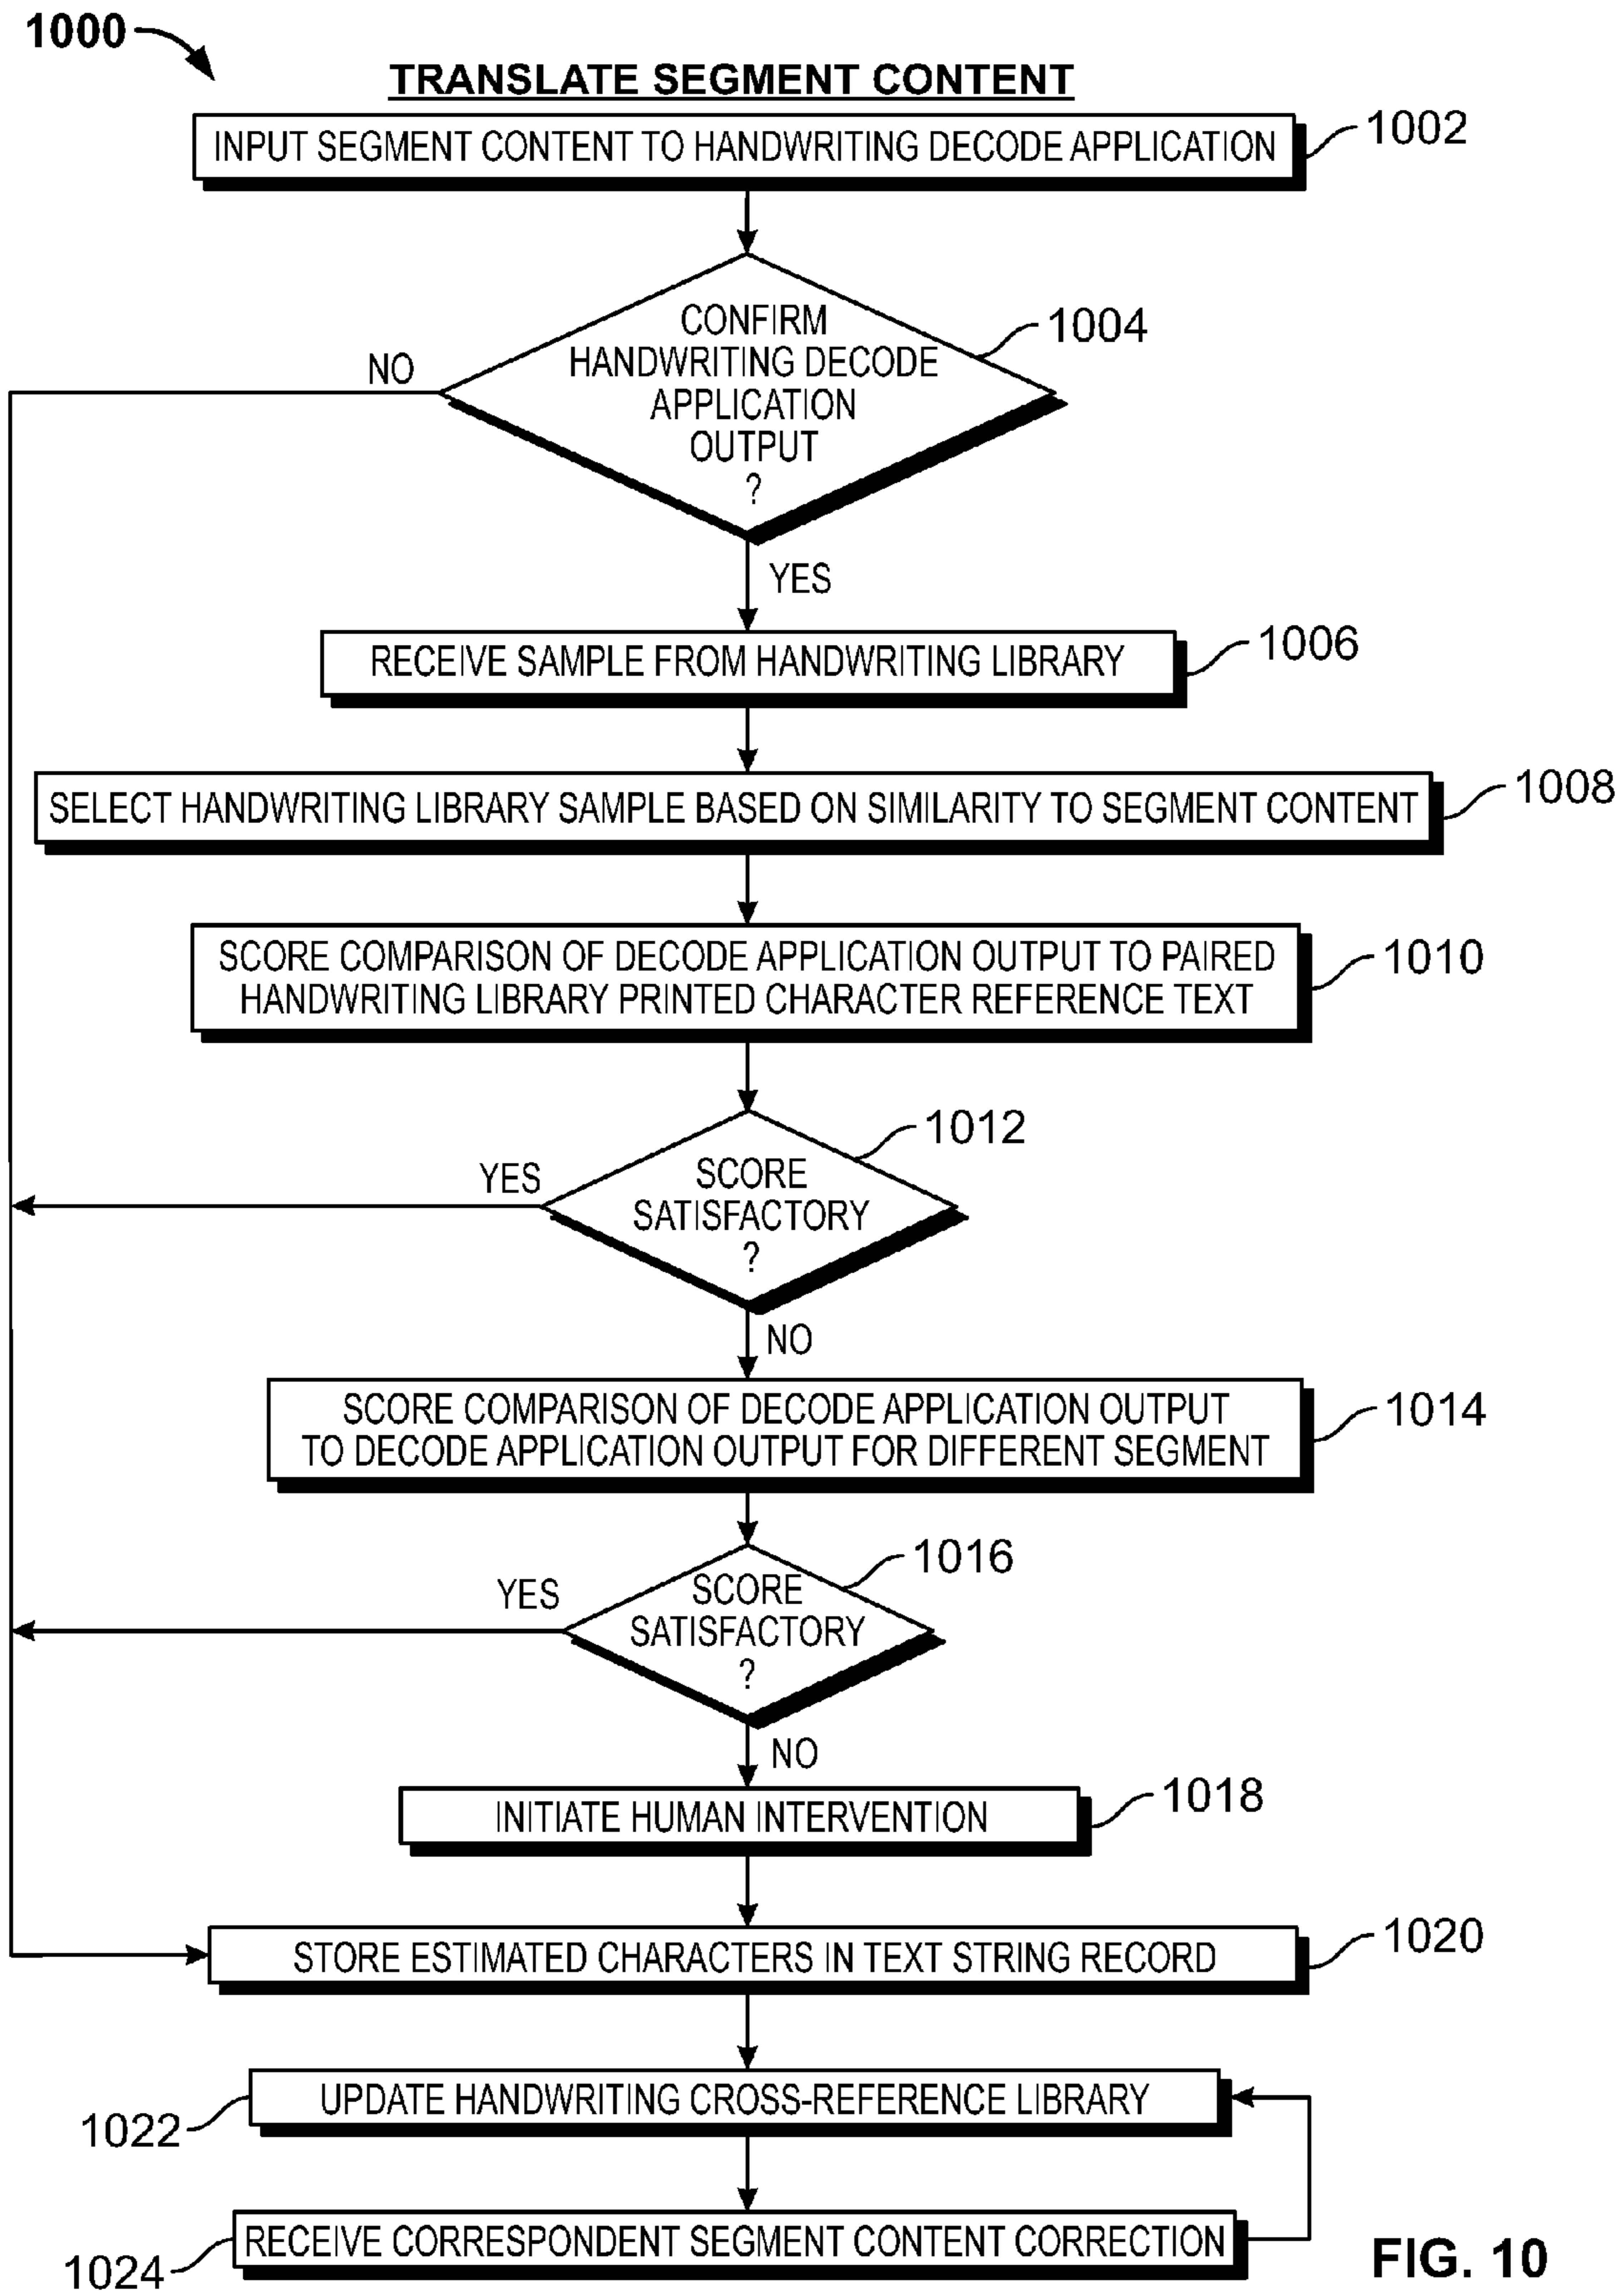 1000
TRANSLATE SEGMENT CONTENT
INPUT SEGMENT CONTENT TO HANDWRITING DECODE APPLICATION
1002
CONFIRM
HANDWRITING DECODE
APPLICATION
OUTPUT
?
1004
NO
YES
RECEIVE SAMPLE FROM HANDWRITING LIBRARY
1006
SELECT HANDWRITING LIBRARY SAMPLE BASED ON SIMILARITY TO SEGMENT CONTENT
1008
SCORE COMPARISON OF DECODE APPLICATION OUTPUT TO PAIRED
HANDWRITING LIBRARY PRINTED CHARACTER REFERENCE TEXT
1010
SCORE
SATISFACTORY
?
1012
YES
NO
SCORE COMPARISON OF DECODE APPLICATION OUTPUT
TO DECODE APPLICATION OUTPUT FOR DIFFERENT SEGMENT
1014
SCORE
SATISFACTORY
?
1016
YES
NO
INITIATE HUMAN INTERVENTION
1018
STORE ESTIMATED CHARACTERS IN TEXT STRING RECORD
1020
UPDATE HANDWRITING CROSS-REFERENCE LIBRARY
1022
RECEIVE CORRESPONDENT SEGMENT CONTENT CORRECTION
1024
FIG. 10